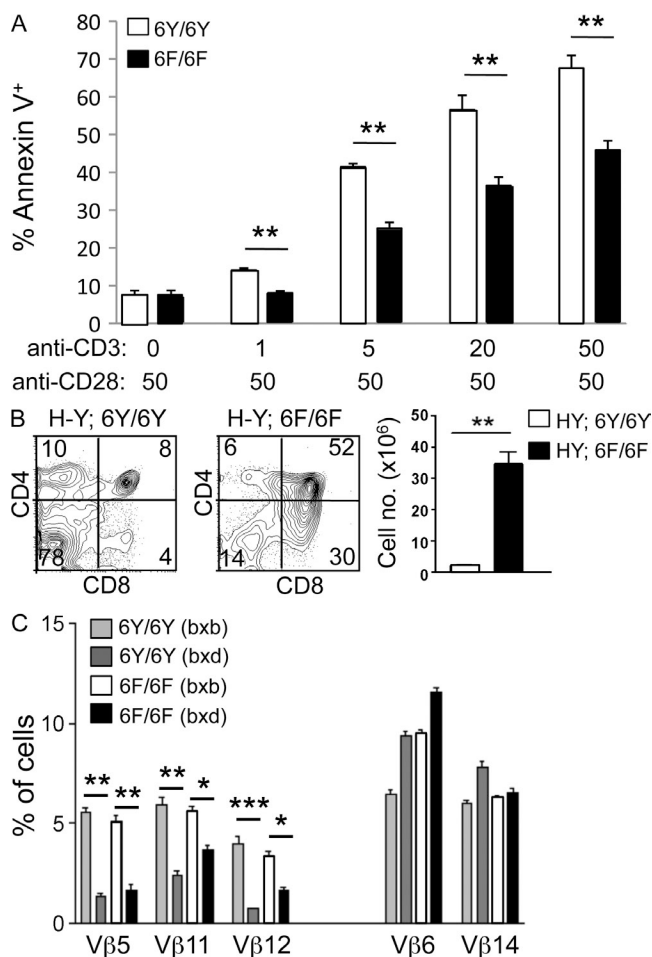 A
6Y/6Y
6F/6F
% Annexin V⁺
80
70
60
50
40
30
20
10
0
** ** ** **
anti-CD3: 0 1 5 20 50
anti-CD28: 50 50 50 50 50
B
H-Y; 6Y/6Y
10 8
78 4
CD4
CD8
H-Y; 6F/6F
6 52
14 30
CD4
CD8
Cell no. (x10⁶)
50
40
30
20
10
0
**
HY; 6Y/6Y
HY; 6F/6F
C
6Y/6Y (bxb)
6Y/6Y (bxd)
6F/6F (bxb)
6F/6F (bxd)
% of cells
15
10
5
0
** ** ** * *** *
Vβ5 Vβ11 Vβ12 Vβ6 Vβ14